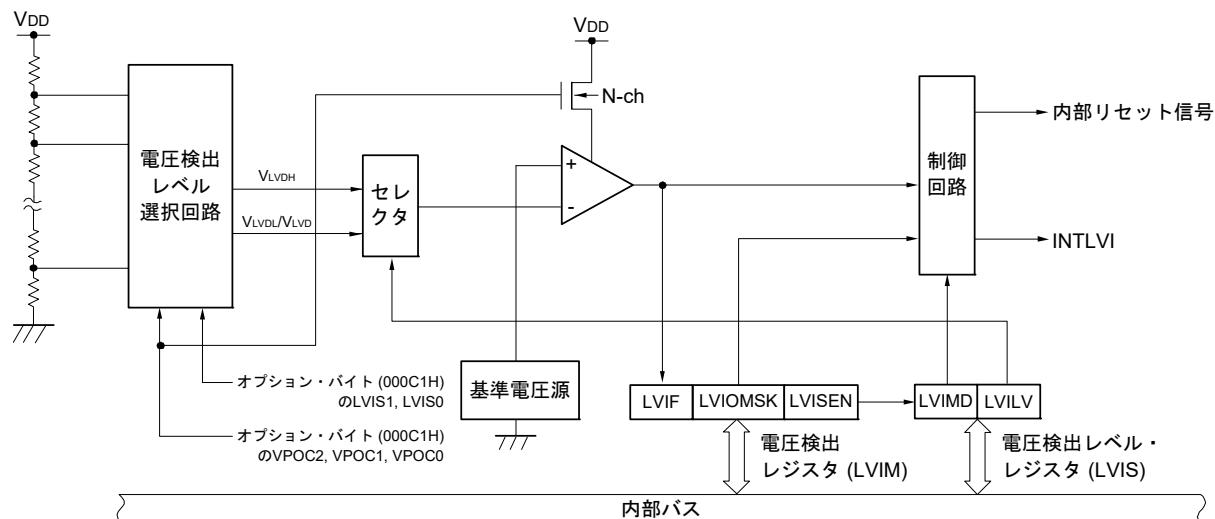 VDD
VDD
N-ch
電圧検出
レベル
選択回路
VLVDH
VLVDL/VLVD
セレ
クタ
+
-
制御
回路
内部リセット信号
INTLVI
オプション・バイト (000C1H)
のLVIS1, LVIS0
オプション・バイト (000C1H)
のVPOC2, VPOC1, VPOC0
基準電圧源
LVIF
LVIOMSK
LVISEN
LVIMD
LVILV
電圧検出
レジスタ (LVIM)
電圧検出レベル・
レジスタ (LVIS)
内部バス